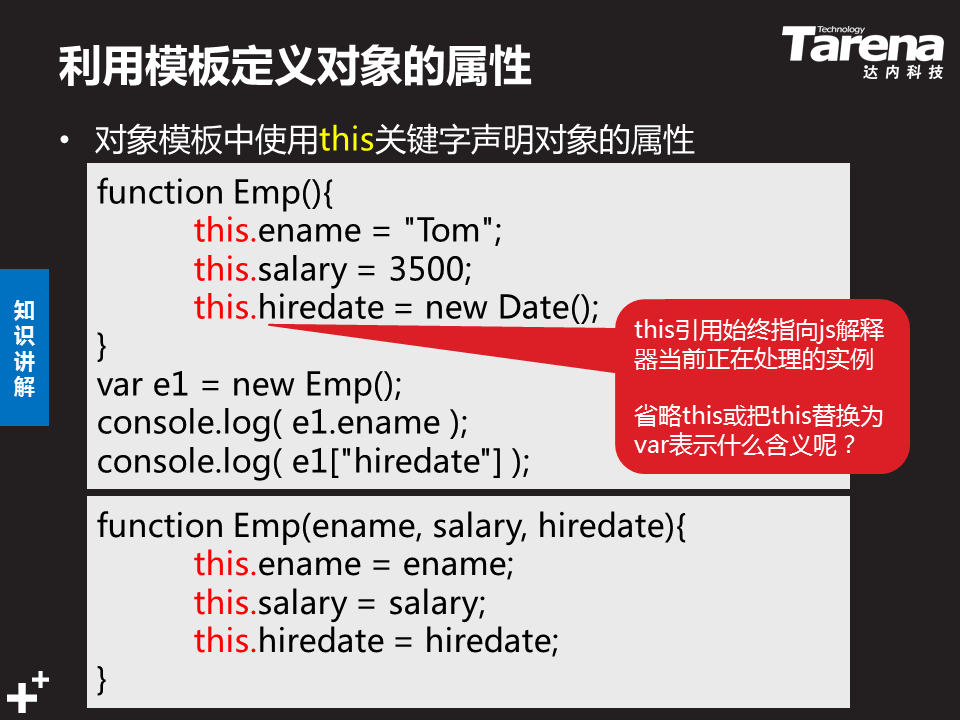 利用模板定义对象的属性
Technology
Tarena
达内科技
• 对象模板中使用this关键字声明对象的属性
function Emp(){
this.ename = "Tom";
this.salary = 3500;
this.hiredate = new Date();
}
var e1 = new Emp();
console.log( e1.ename );
console.log( e1["hiredate"] );
this引用始终指向js解释
器当前正在处理的实例
省略this或把this替换为
var表示什么含义呢？
知
识
讲
解
function Emp(ename, salary, hiredate){
this.ename = ename;
this.salary = salary;
this.hiredate = hiredate;
}